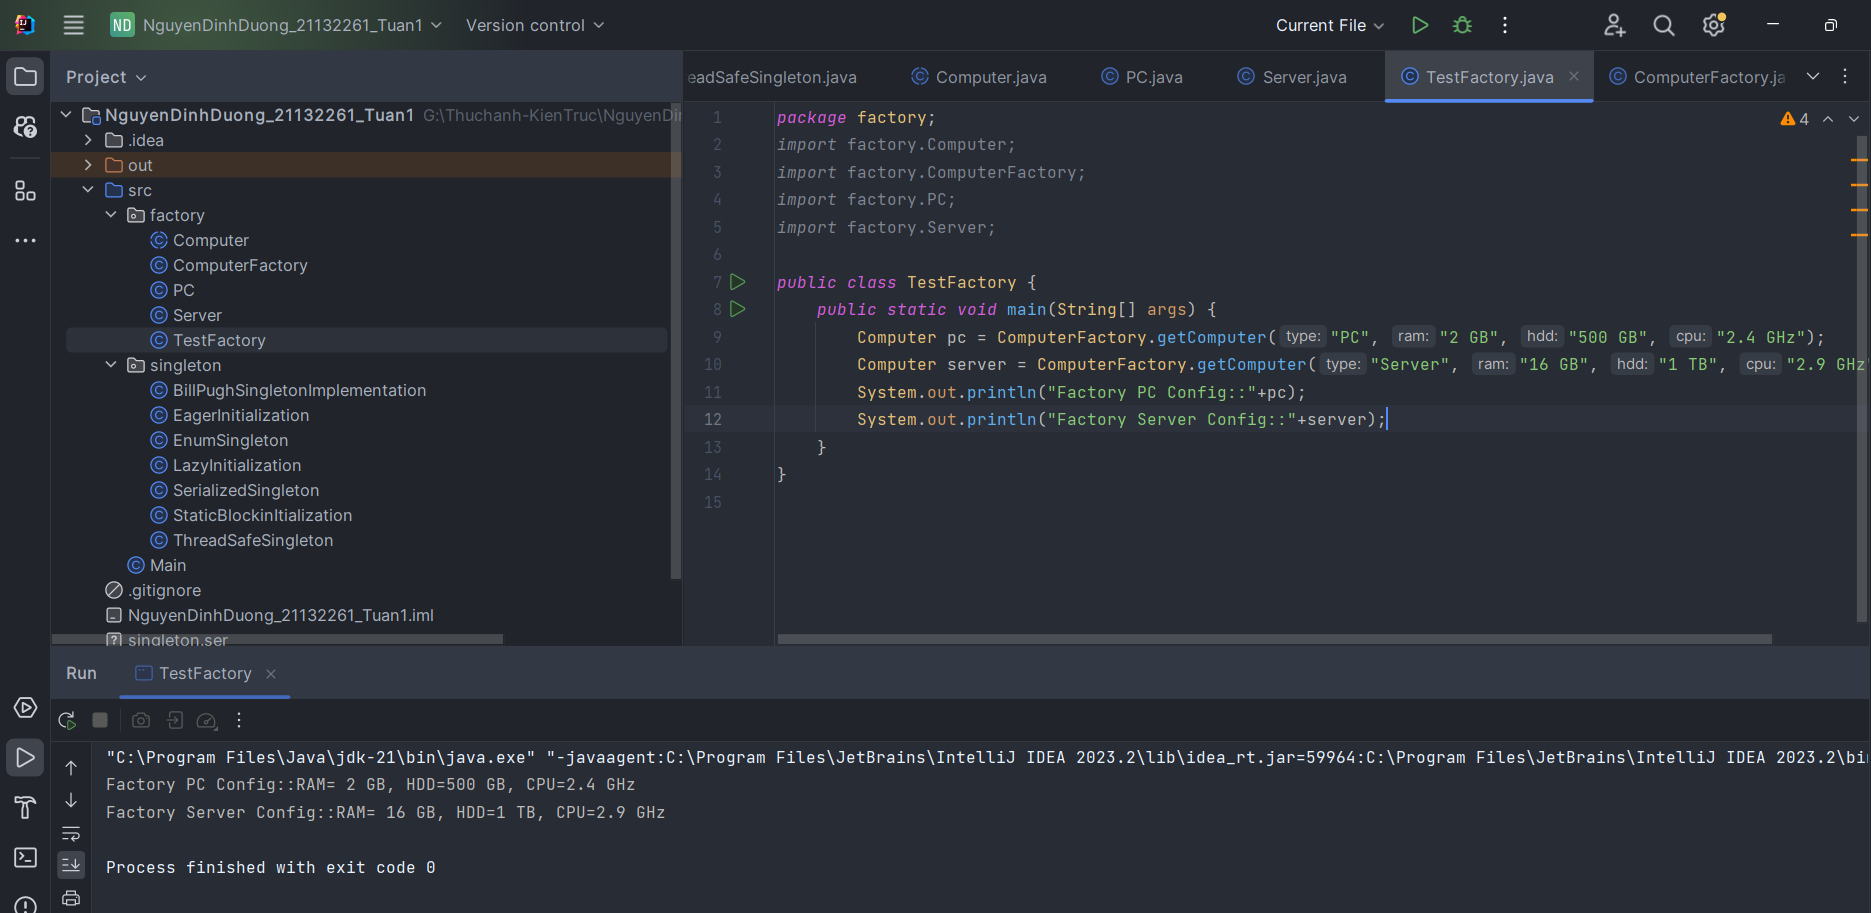 ND NguyenDinhDuong_21132261_Tuan1 Version control Current File
Project
NguyenDinhDuong_21132261_Tuan1 G:\Thuchanh-KienTruc\NguyenDi
.idea
out
src
factory
Computer
ComputerFactory
PC
Server
TestFactory
singleton
BillPughSingletonImplementation
EagerInitialization
EnumSingleton
LazyInitialization
SerializedSingleton
StaticBlockinItialization
ThreadSafeSingleton
Main
.gitignore
NguyenDinhDuong_21132261_Tuan1.iml
singleton.ser
eadSafeSingleton.java Computer.java PC.java Server.java TestFactory.java ComputerFactory.ja
4
1 package factory;
2 import factory.Computer;
3 import factory.ComputerFactory;
4 import factory.PC;
5 import factory.Server;
6
7 public class TestFactory {
8 public static void main(String[] args) {
9 Computer pc = ComputerFactory.getComputer( type: "PC", ram: "2 GB", hdd: "500 GB", cpu: "2.4 GHz");
10 Computer server = ComputerFactory.getComputer( type: "Server", ram: "16 GB", hdd: "1 TB", cpu: "2.9 GHz
11 System.out.println("Factory PC Config::"+pc);
12 System.out.println("Factory Server Config::"+server);
13 }
14 }
15
Run TestFactory
"C:\Program Files\Java\jdk-21\bin\java.exe" "-javaagent:C:\Program Files\JetBrains\IntelliJ IDEA 2023.2\lib\idea_rt.jar=59964:C:\Program Files\JetBrains\IntelliJ IDEA 2023.2\bin
Factory PC Config::RAM= 2 GB, HDD=500 GB, CPU=2.4 GHz
Factory Server Config::RAM= 16 GB, HDD=1 TB, CPU=2.9 GHz
Process finished with exit code 0